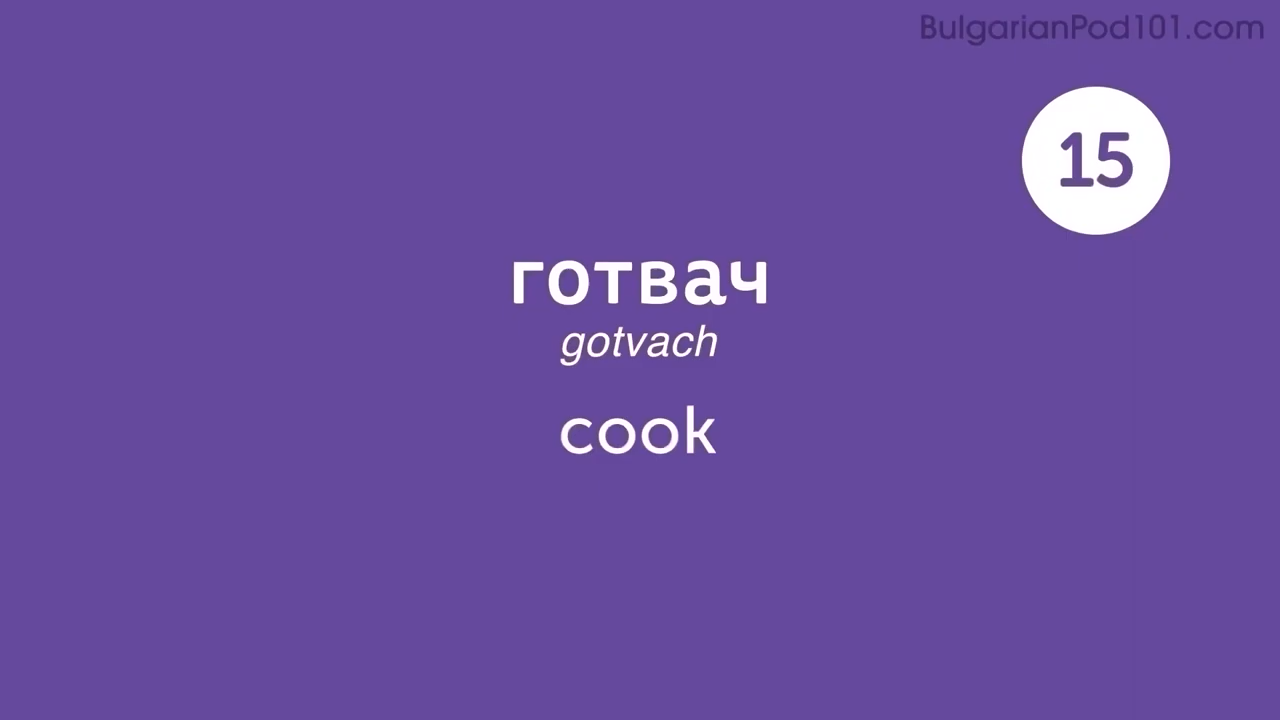 BulgarianPod101.com
15
готвач
gotvach
cook